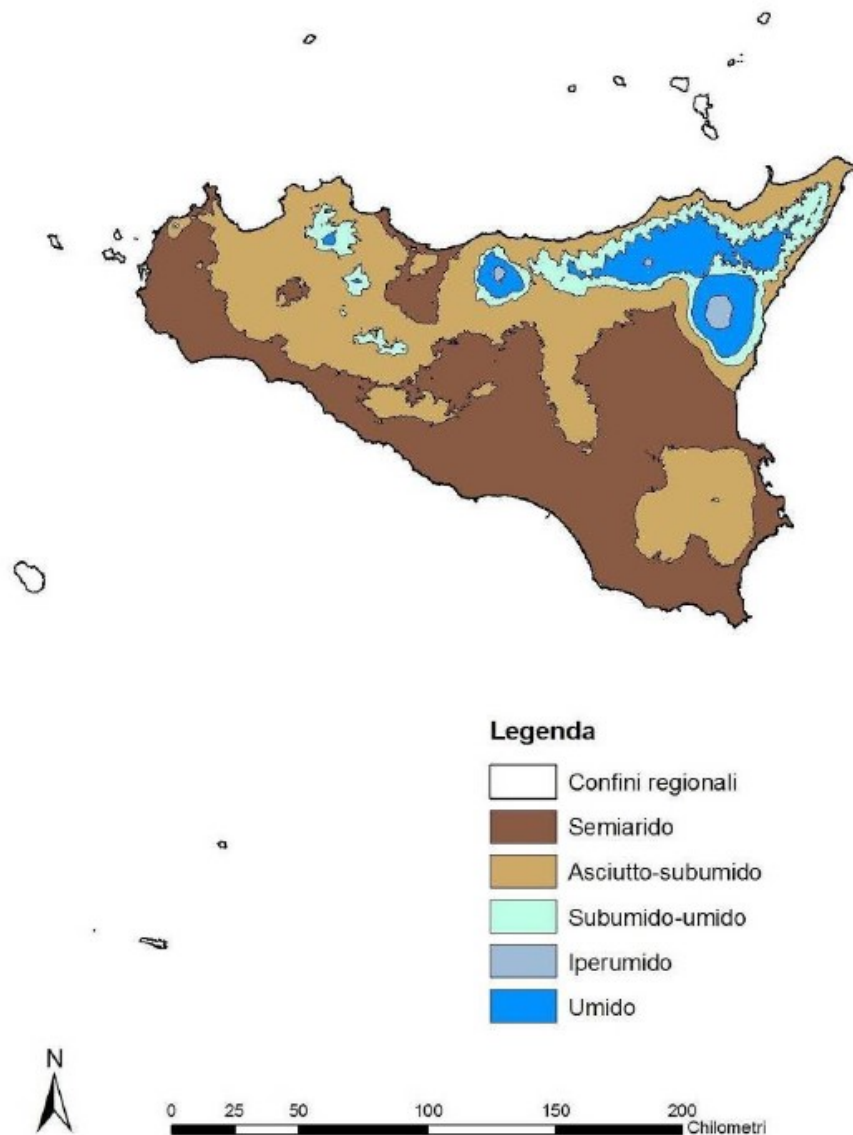 Legenda
Confini regionali
Semiarido
Asciutto-subumido
Subumido-umido
Iperumido
Umido
N
0 25 50 100 150 200
Chilometri